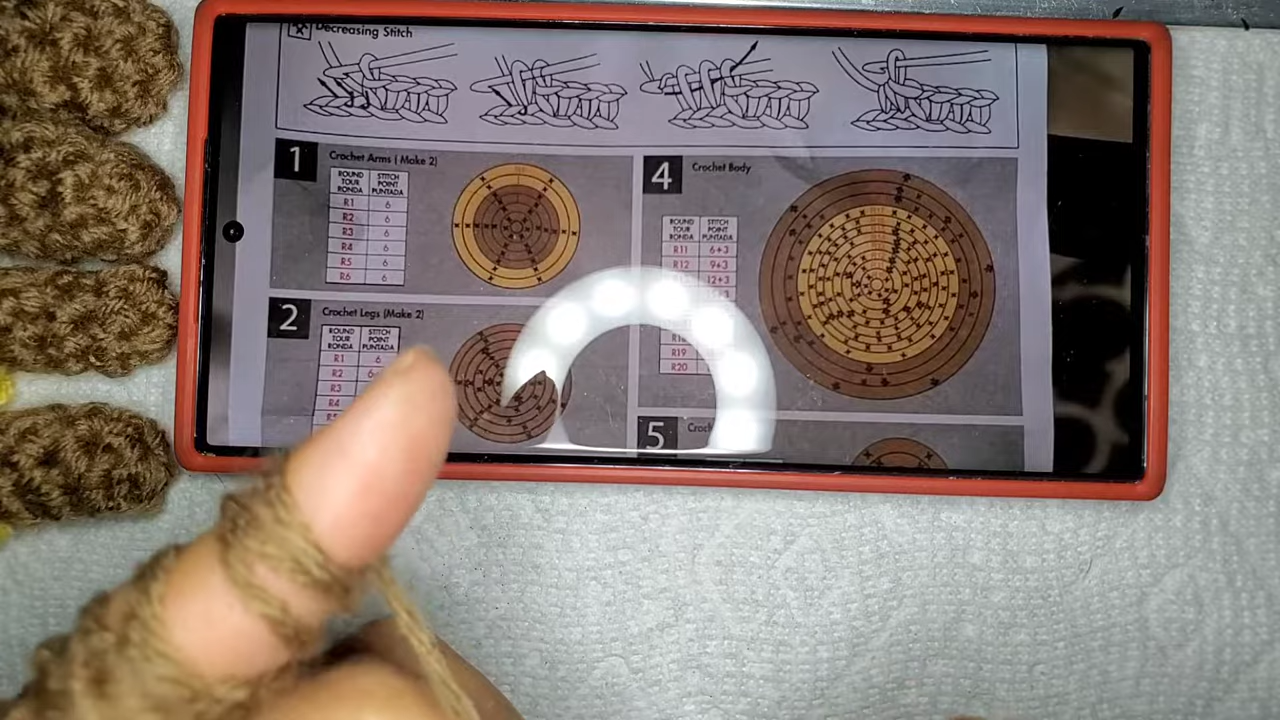 Decreasing Stitch
1 Crochet Arms ( Make 2)
ROUND STITCH
TOUR POINT
RONDA PUNTADA
R1 6
R2 6
R3 6
R4 6
R5 6
R6 6
2 Crochet Legs (Make 2)
ROUND STITCH
TOUR POINT
RONDA PUNTADA
R1 6
R2
R3
R4
4 Crochet Body
ROUND STITCH
TOUR POINT
RONDA PUNTADA
R11 6+3
R12 9+3
12+3
R19
R20
5